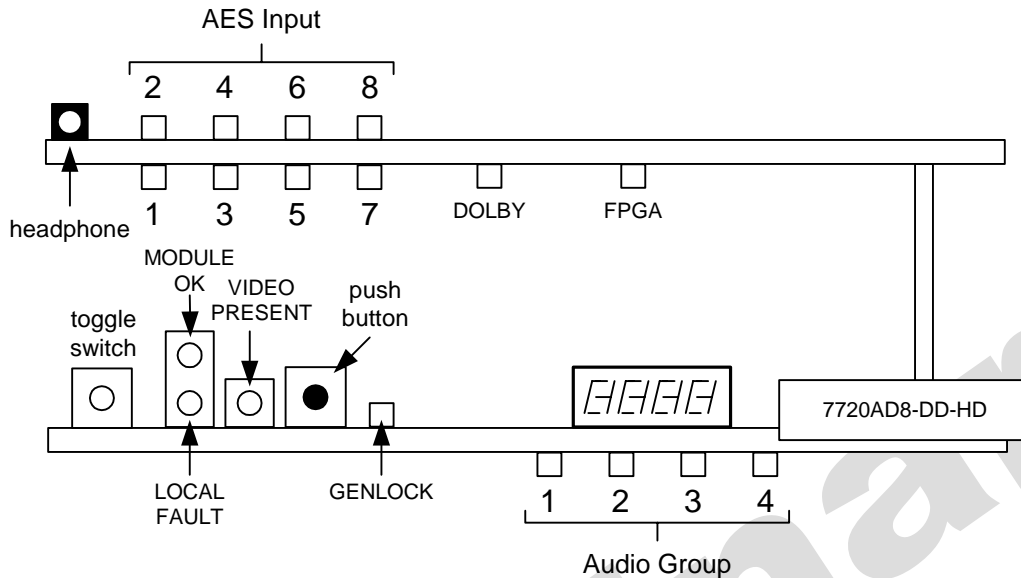 AES Input
2 4 6 8
1 3 5 7
DOLBY FPGA
headphone
MODULE
OK
VIDEO
PRESENT
push
button
toggle
switch
7720AD8-DD-HD
LOCAL
FAULT
GENLOCK
1 2 3 4
Audio Group